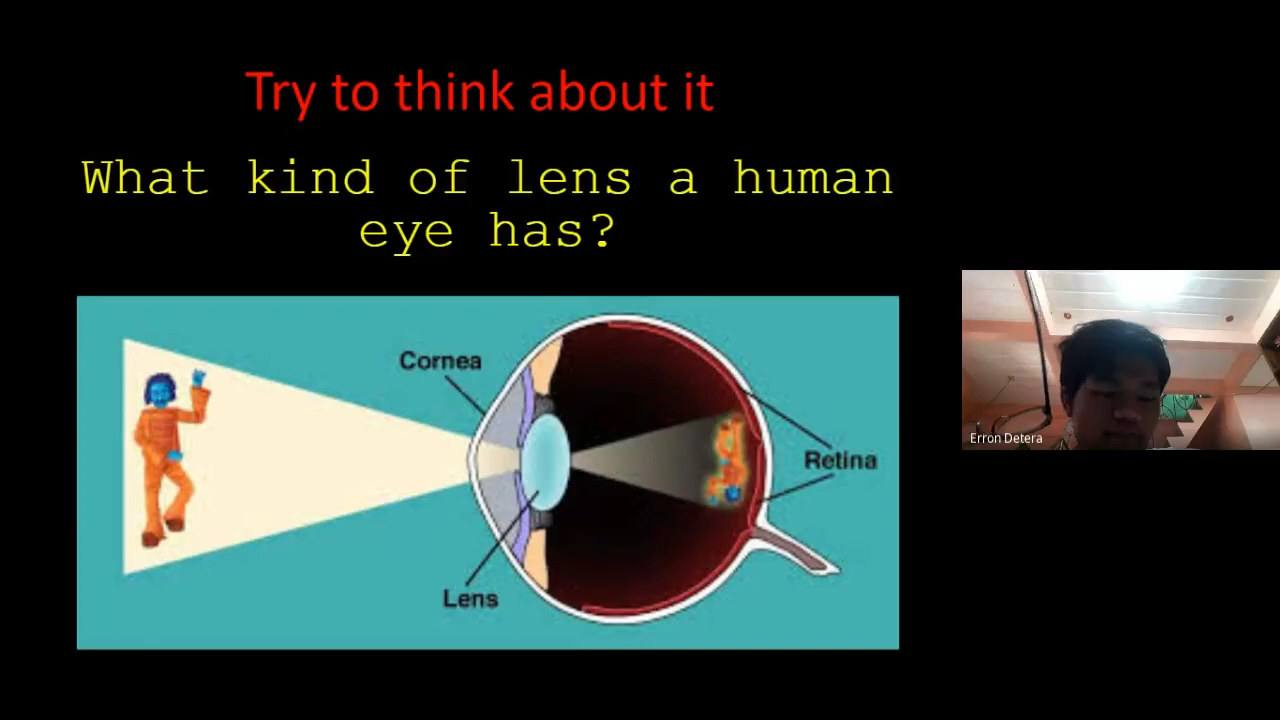 Try to think about it
What kind of lens a human
eye has?
Cornea
Retina
Lens
Erron Detera